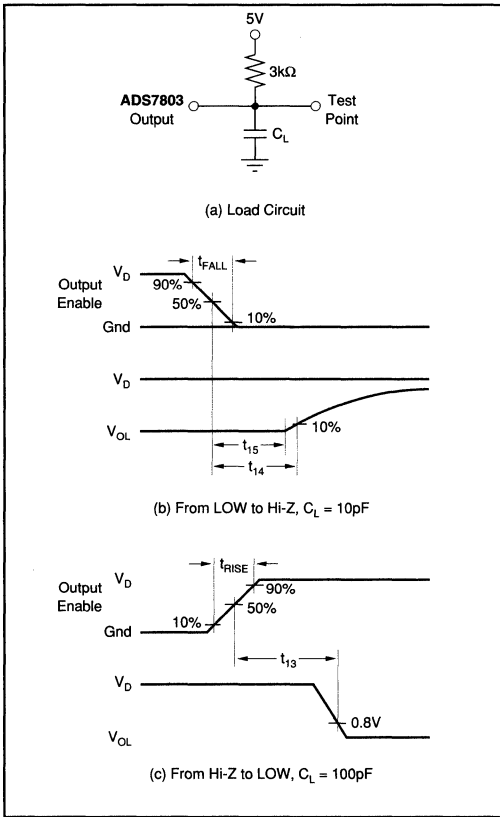 5V
3kΩ
ADS7803 Output
Test Point
C_L
(a) Load Circuit
t_FALL
V_D
Output Enable
90%
50%
10%
Gnd
V_D
V_OL
10%
t_15
t_14
(b) From LOW to Hi-Z, C_L = 10pF
t_RISE
V_D
Output Enable
90%
50%
10%
Gnd
t_13
V_D
0.8V
V_OL
(c) From Hi-Z to LOW, C_L = 100pF